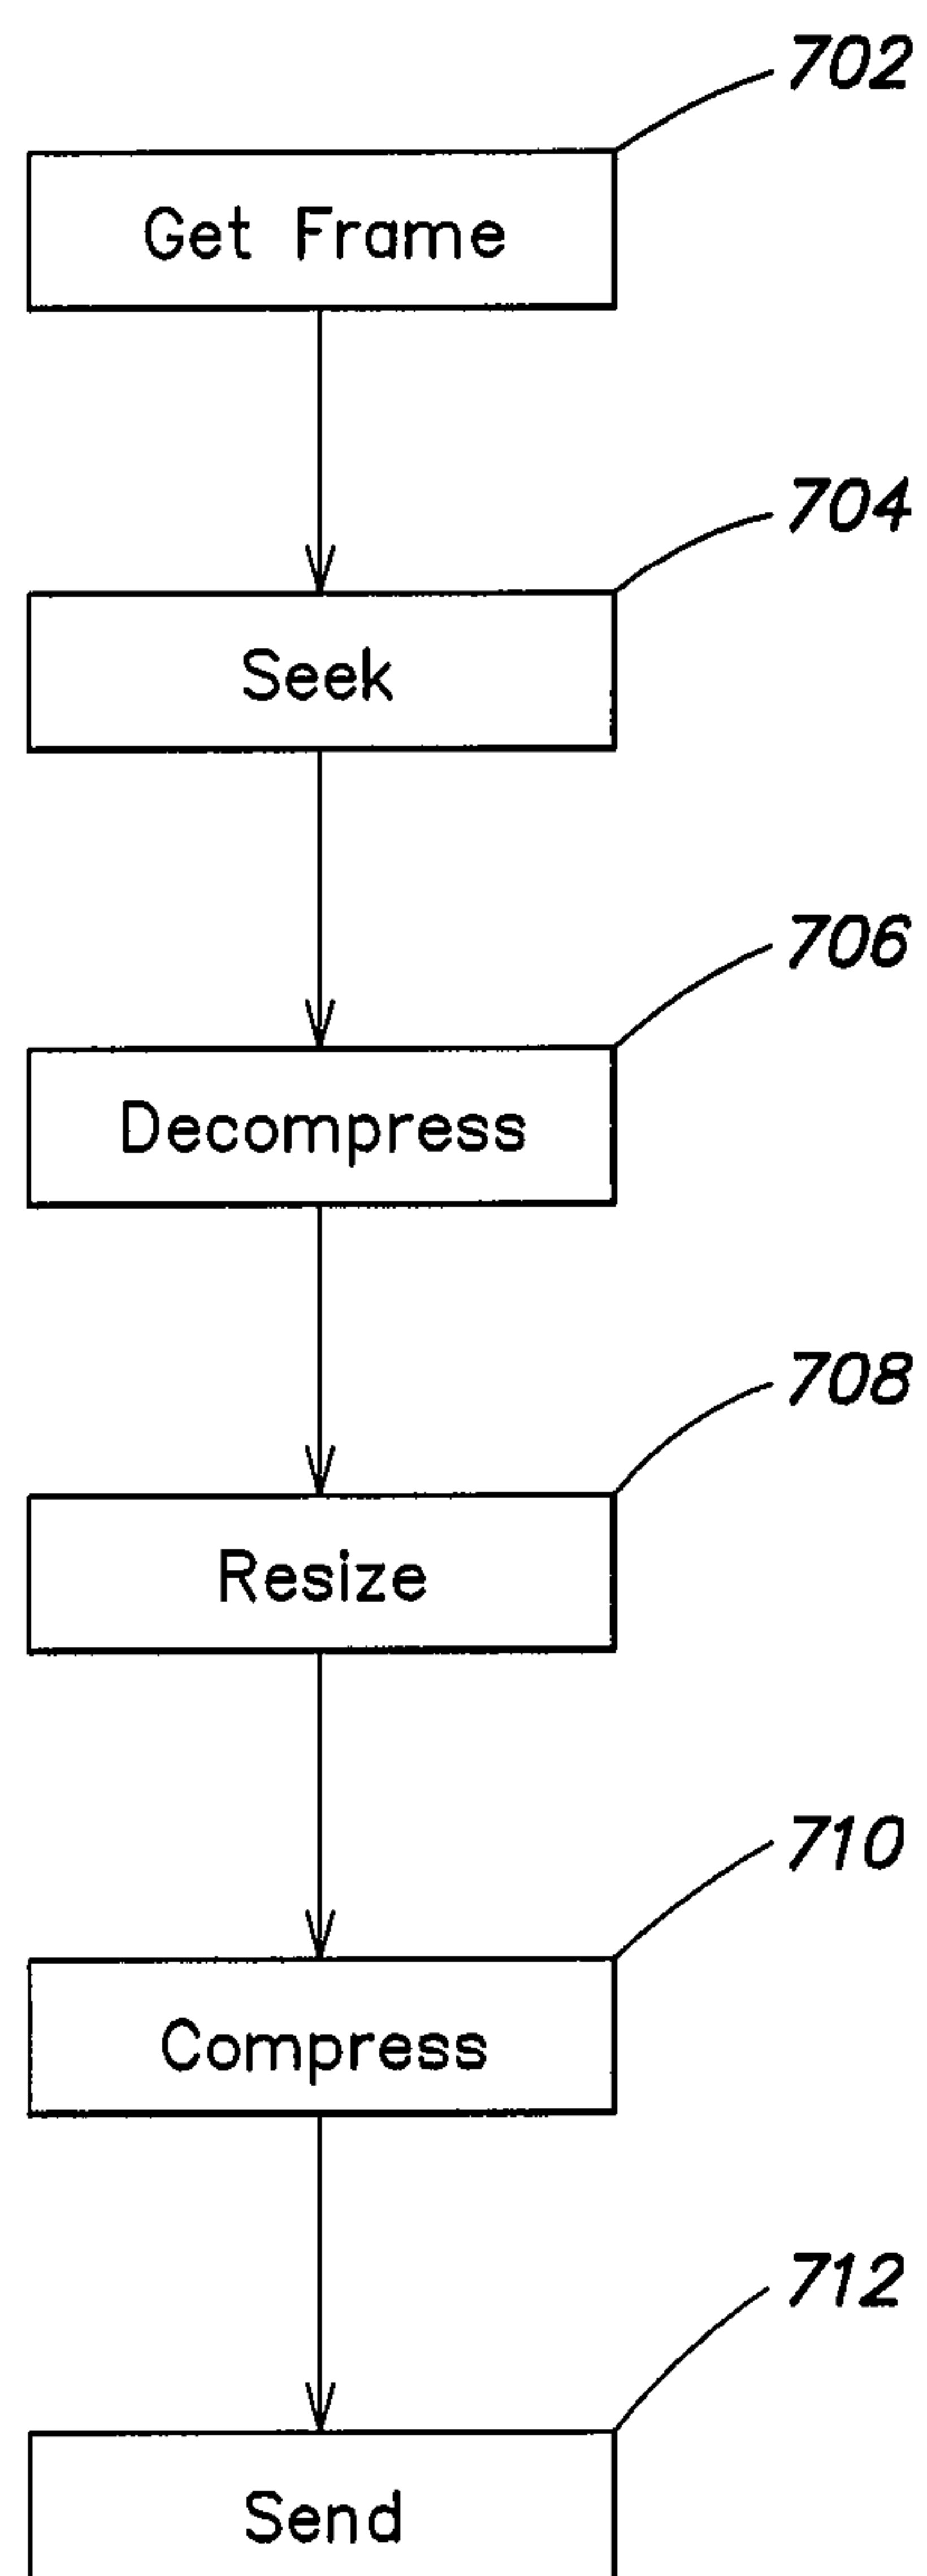 702
Get Frame
704
Seek
706
Decompress
708
Resize
710
Compress
712
Send